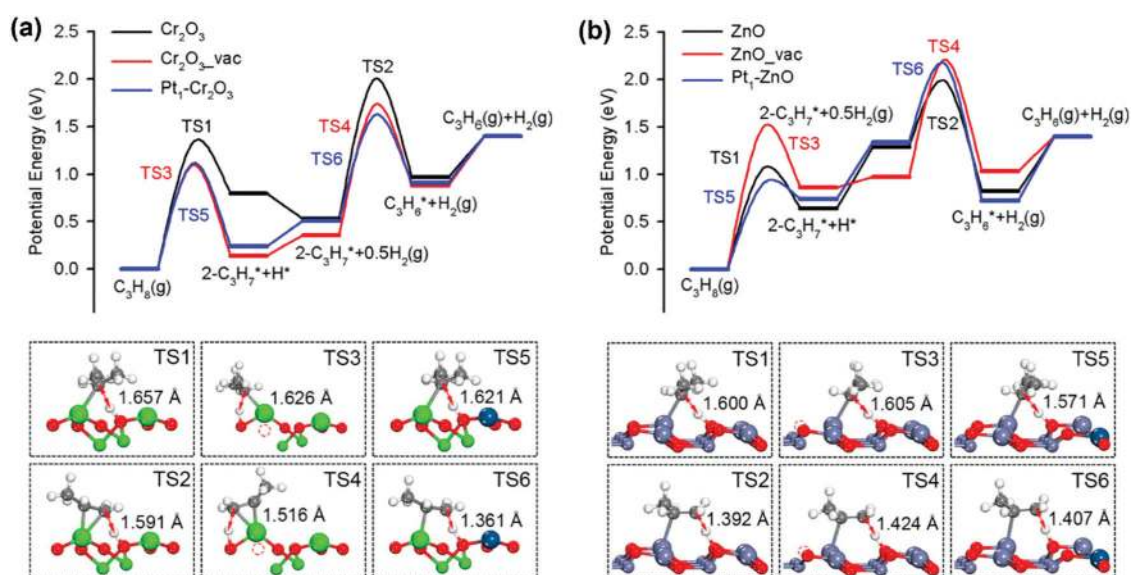 (a)
Potential Energy (eV)
2.5
2.0
1.5
1.0
0.5
0.0
Cr₂O₃
Cr₂O₃_vac
Pt₁-Cr₂O₃
TS1
TS3
TS5
TS2
TS4
TS6
C₃H₈(g)
2-C₃H₇*+H*
2-C₃H₇*+0.5H₂(g)
C₃H₆*+H₂(g)
C₃H₆(g)+H₂(g)
(b)
Potential Energy (eV)
2.5
2.0
1.5
1.0
0.5
0.0
ZnO
ZnO_vac
Pt₁-ZnO
TS4
TS6
TS2
2-C₃H₇*+0.5H₂(g)
C₃H₆(g)+H₂(g)
TS3
TS1
TS5
2-C₃H₇*+H*
C₃H₆*+H₂(g)
C₃H₈(g)
TS1
1.657 Å
TS3
1.626 Å
TS5
1.621 Å
TS2
1.591 Å
TS4
1.516 Å
TS6
1.361 Å
TS1
1.600 Å
TS3
1.605 Å
TS5
1.571 Å
TS2
1.392 Å
TS4
1.424 Å
TS6
1.407 Å